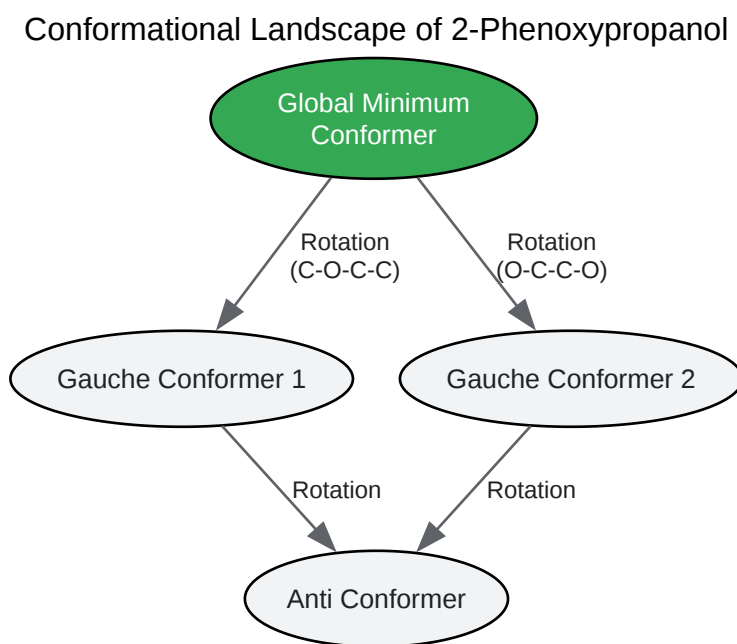 Conformational Landscape of 2-Phenoxypropanol
Global Minimum
Conformer
Rotation
(C-O-C-C)
Rotation
(O-C-C-O)
Gauche Conformer 1
Gauche Conformer 2
Rotation
Rotation
Anti Conformer